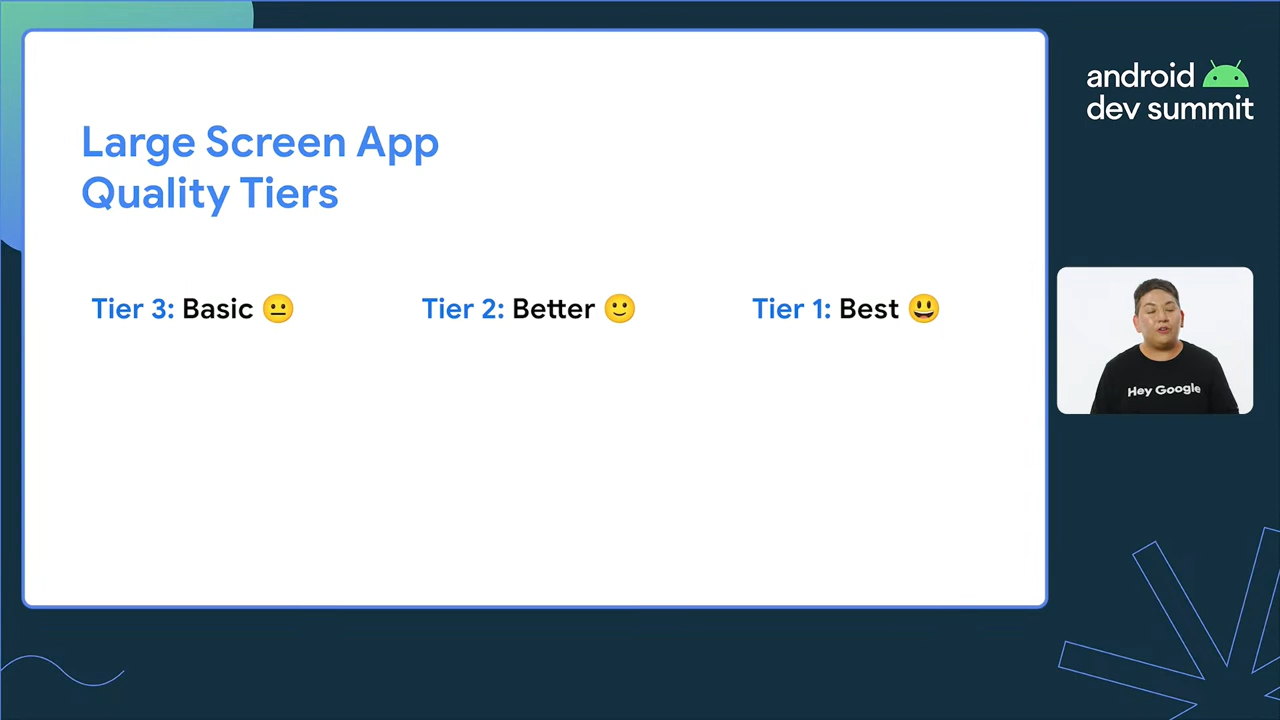 Large Screen App
Quality Tiers
Tier 3: Basic 😐
Tier 2: Better 🙂
Tier 1: Best 😃
android
dev summit
Hey Google